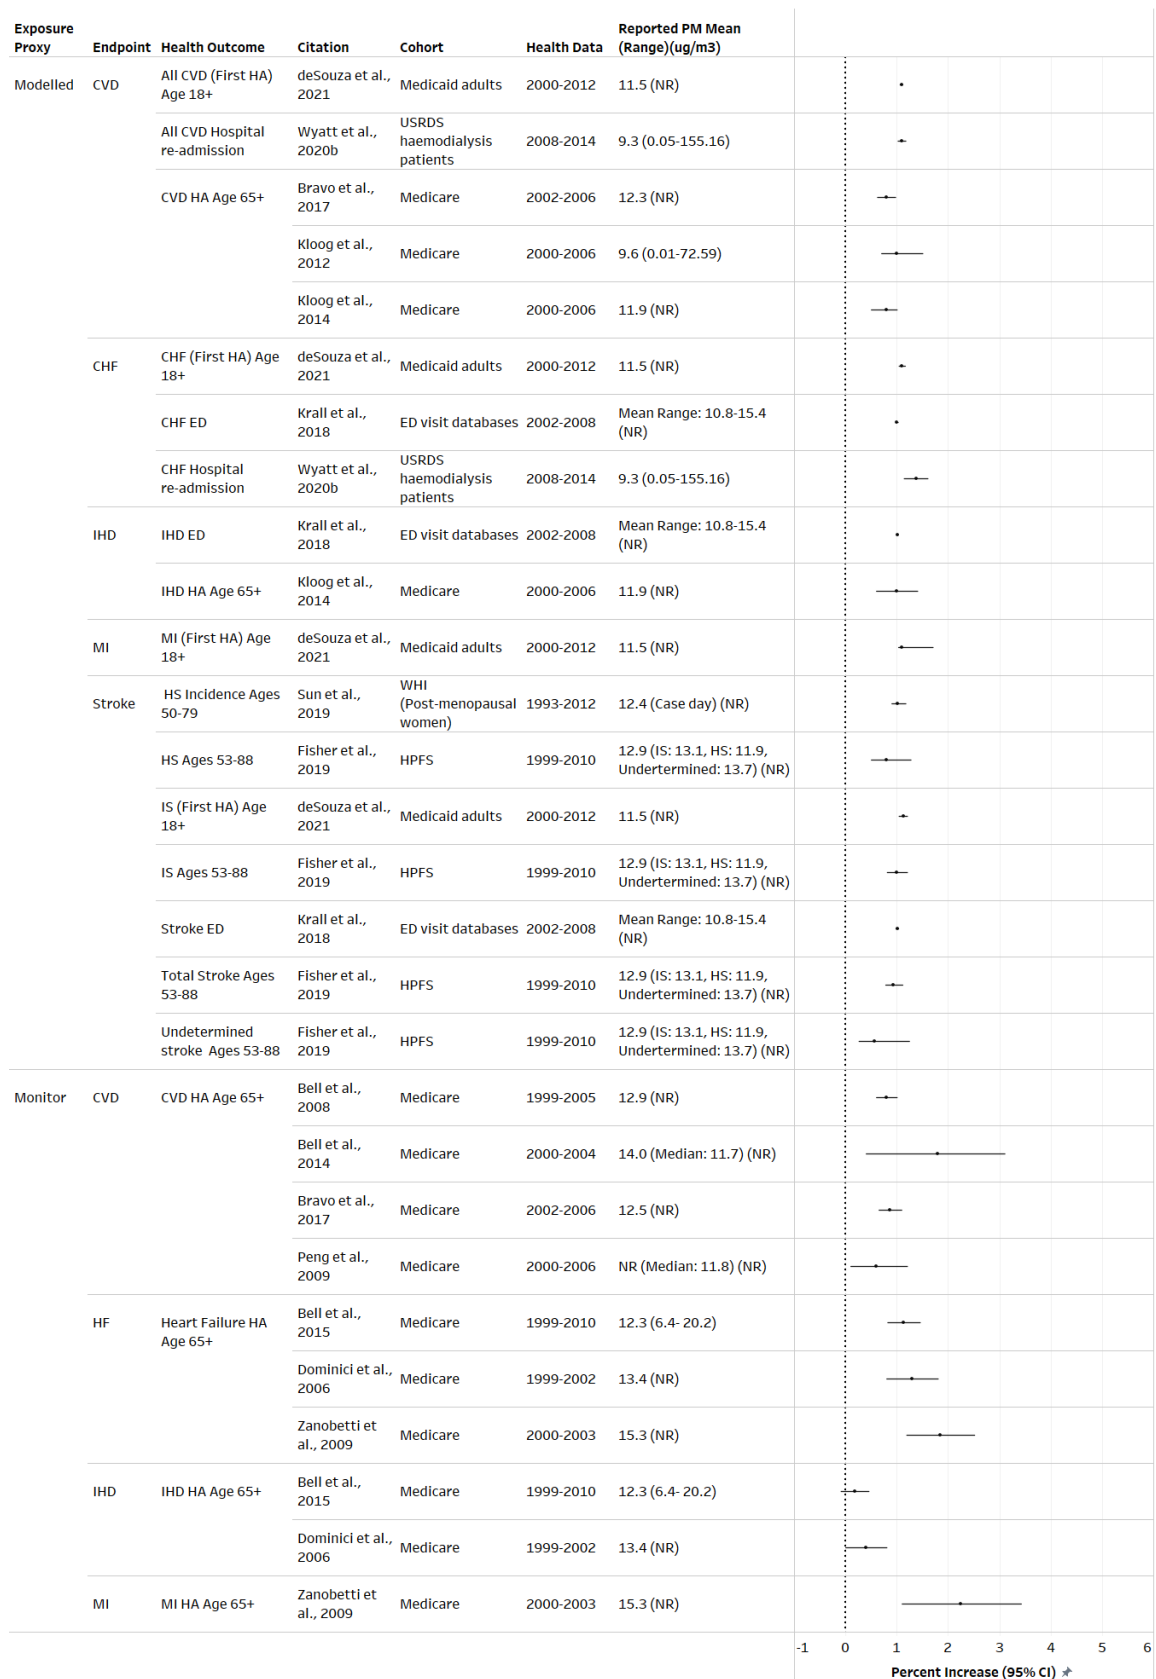 Exposure Proxy Endpoint Health Outcome Citation Cohort Health Data Reported PM Mean (Range)(ug/m3)
Modelled CVD All CVD (First HA) Age 18+ deSouza et al., 2021 Medicaid adults 2000-2012 11.5 (NR)
All CVD Hospital re-admission Wyatt et al., 2020b USRDS haemodialysis patients 2008-2014 9.3 (0.05-155.16)
CVD HA Age 65+ Bravo et al., 2017 Medicare 2002-2006 12.3 (NR)
Kloog et al., 2012 Medicare 2000-2006 9.6 (0.01-72.59)
Kloog et al., 2014 Medicare 2000-2006 11.9 (NR)
CHF CHF (First HA) Age 18+ deSouza et al., 2021 Medicaid adults 2000-2012 11.5 (NR)
CHF ED Krall et al., 2018 ED visit databases 2002-2008 Mean Range: 10.8-15.4 (NR)
CHF Hospital re-admission Wyatt et al., 2020b USRDS haemodialysis patients 2008-2014 9.3 (0.05-155.16)
IHD IHD ED Krall et al., 2018 ED visit databases 2002-2008 Mean Range: 10.8-15.4 (NR)
IHD HA Age 65+ Kloog et al., 2014 Medicare 2000-2006 11.9 (NR)
MI MI (First HA) Age 18+ deSouza et al., 2021 Medicaid adults 2000-2012 11.5 (NR)
Stroke HS Incidence Ages 50-79 Sun et al., 2019 WHI (Post-menopausal women) 1993-2012 12.4 (Case day) (NR)
HS Ages 53-88 Fisher et al., 2019 HPFS 1999-2010 12.9 (IS: 13.1, HS: 11.9, Undertermined: 13.7) (NR)
IS (First HA) Age 18+ deSouza et al., 2021 Medicaid adults 2000-2012 11.5 (NR)
IS Ages 53-88 Fisher et al., 2019 HPFS 1999-2010 12.9 (IS: 13.1, HS: 11.9, Undertermined: 13.7) (NR)
Stroke ED Krall et al., 2018 ED visit databases 2002-2008 Mean Range: 10.8-15.4 (NR)
Total Stroke Ages 53-88 Fisher et al., 2019 HPFS 1999-2010 12.9 (IS: 13.1, HS: 11.9, Undertermined: 13.7) (NR)
Undetermined stroke Ages 53-88 Fisher et al., 2019 HPFS 1999-2010 12.9 (IS: 13.1, HS: 11.9, Undertermined: 13.7) (NR)
Monitor CVD CVD HA Age 65+ Bell et al., 2008 Medicare 1999-2005 12.9 (NR)
Bell et al., 2014 Medicare 2000-2004 14.0 (Median: 11.7) (NR)
Bravo et al., 2017 Medicare 2002-2006 12.5 (NR)
Peng et al., 2009 Medicare 2000-2006 NR (Median: 11.8) (NR)
HF Heart Failure HA Age 65+ Bell et al., 2015 Medicare 1999-2010 12.3 (6.4- 20.2)
Dominici et al., 2006 Medicare 1999-2002 13.4 (NR)
Zanobetti et al., 2009 Medicare 2000-2003 15.3 (NR)
IHD IHD HA Age 65+ Bell et al., 2015 Medicare 1999-2010 12.3 (6.4- 20.2)
Dominici et al., 2006 Medicare 1999-2002 13.4 (NR)
MI MI HA Age 65+ Zanobetti et al., 2009 Medicare 2000-2003 15.3 (NR)
-1 0 1 2 3 4 5 6
Percent Increase (95% CI)